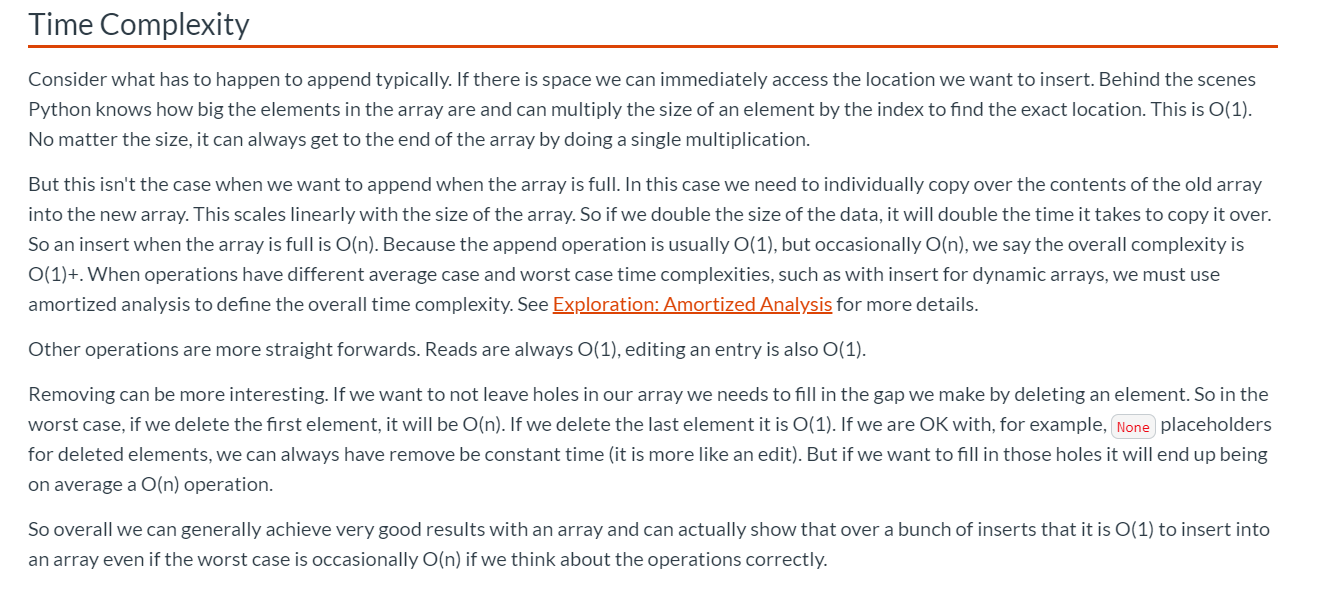 Time Complexity
Consider what has to happen to append typically. If there is space we can immediately access the location we want to insert. Behind the scenes
Python knows how big the elements in the array are and can multiply the size of an element by the index to find the exact location. This is O(1).
No matter the size, it can always get to the end of the array by doing a single multiplication.
But this isn't the case when we want to append when the array is full. In this case we need to individually copy over the contents of the old array
into the new array. This scales linearly with the size of the array. So if we double the size of the data, it will double the time it takes to copy it over.
So an insert when the array is full is O(n). Because the append operation is usually O(1), but occasionally O(n), we say the overall complexity is
O(1)+. When operations have different average case and worst case time complexities, such as with insert for dynamic arrays, we must use
amortized analysis to define the overall time complexity. See Exploration: Amortized Analysis for more details.
Other operations are more straight forwards. Reads are always O(1), editing an entry is also O(1).
Removing can be more interesting. If we want to not leave holes in our array we needs to fill in the gap we make by deleting an element. So in the
worst case, if we delete the first element, it will be O(n). If we delete the last element it is O(1). If we are OK with, for example, None placeholders
for deleted elements, we can always have remove be constant time (it is more like an edit). But if we want to fill in those holes it will end up being
on average a O(n) operation.
So overall we can generally achieve very good results with an array and can actually show that over a bunch of inserts that it is O(1) to insert into
an array even if the worst case is occasionally O(n) if we think about the operations correctly.